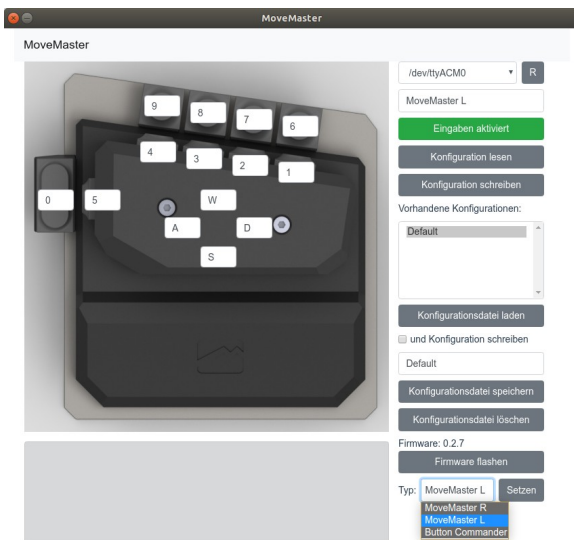 MoveMaster
MoveMaster
9
8
7
6
4
3
2
1
0
5
W
A
D
S
/dev/ttyACM0
R
MoveMaster L
Eingaben aktiviert
Konfiguration lesen
Konfiguration schreiben
Vorhandene Konfigurationen:
Default
Konfigurationsdatei laden
und Konfiguration schreiben
Default
Konfigurationsdatei speichern
Konfigurationsdatei löschen
Firmware: 0.2.7
Firmware flashen
Typ: MoveMaster L Setzen
MoveMaster R
MoveMaster L
Button Commander